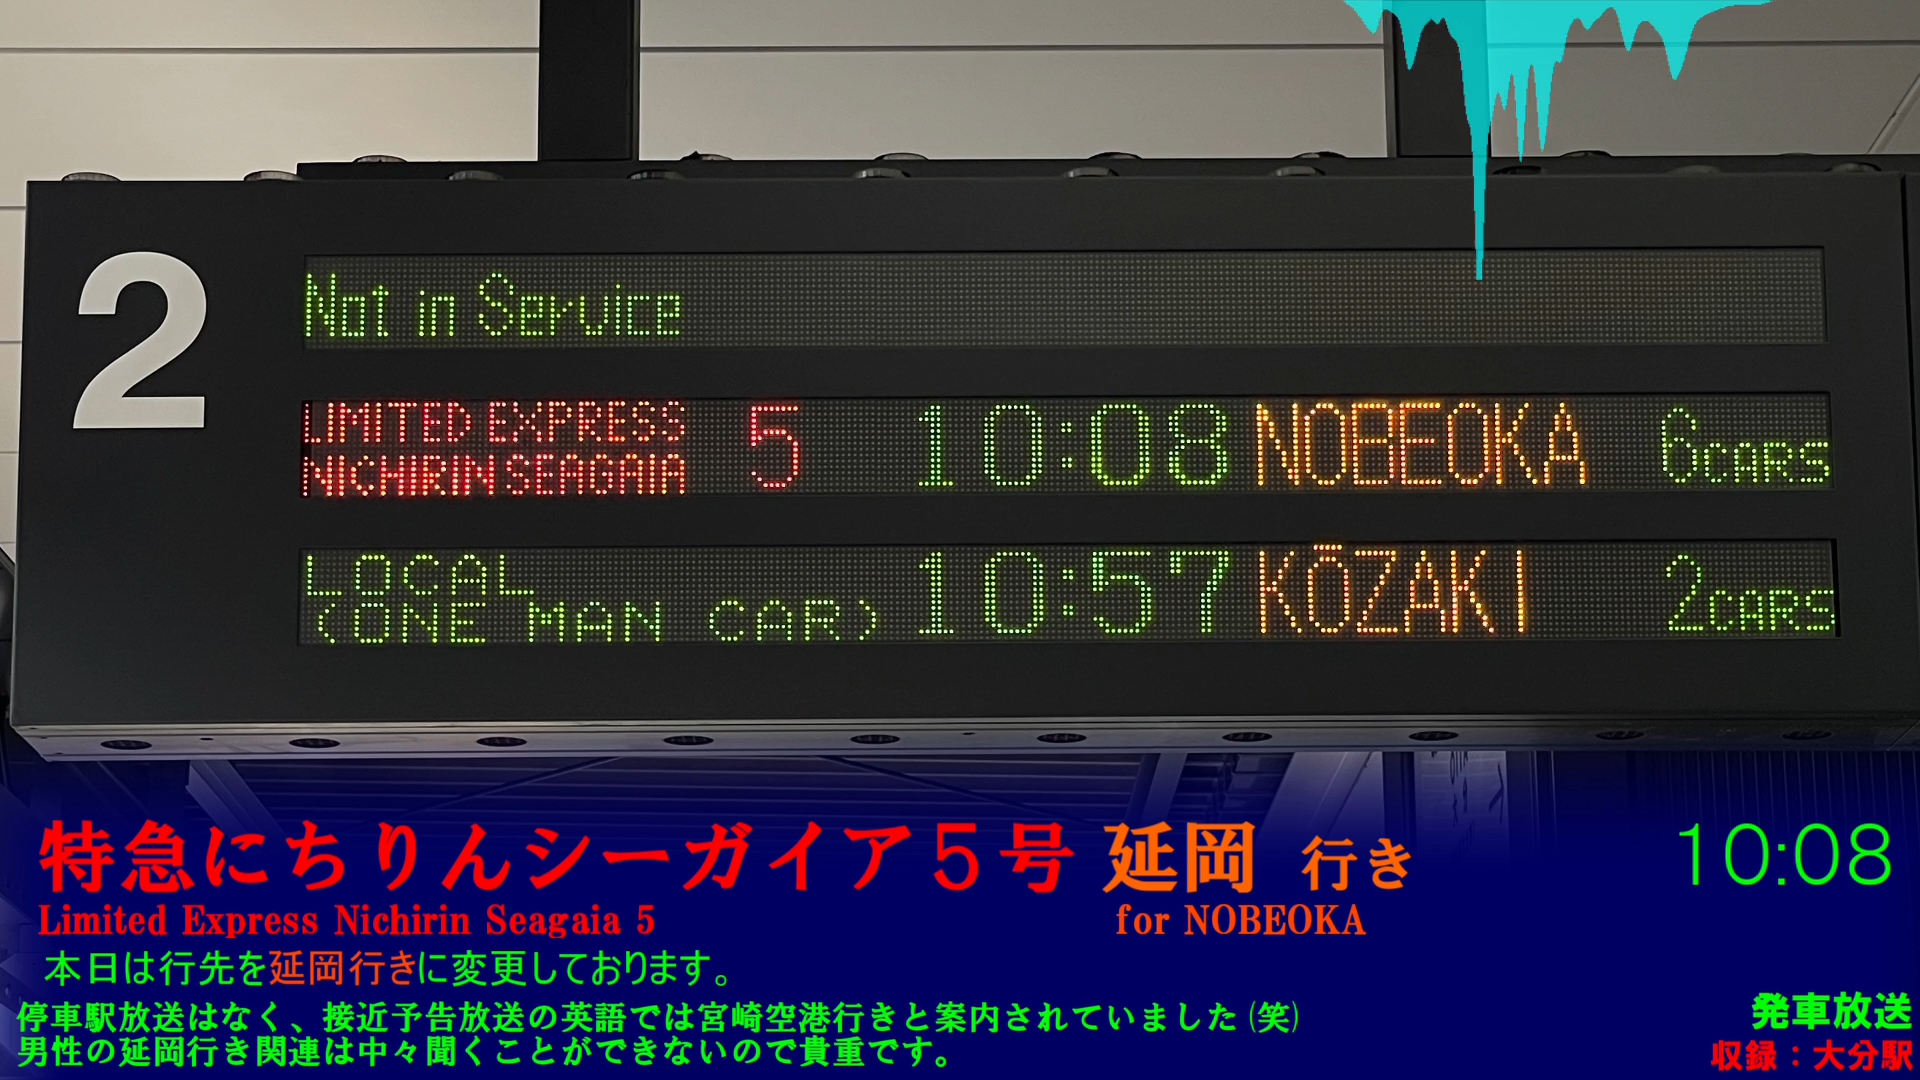 2
Not in Service
LIMITED EXPRESS
NICHIRIN SEAGAIA 5 10:08 NOBEOKA 6CARS
LOCAL
(ONE MAN CAR) 10:57 KŌZAKI 2CARS
特急にちりんシーガイア5号 延岡 行き 10:08
Limited Express Nichirin Seagaia 5 for NOBEOKA
本日は行先を延岡行きに変更しております。
停車駅放送はなく、接近予告放送の英語では宮崎空港行きと案内されていました(笑)
男性の延岡行き関連は中々聞くことができないので貴重です。
発車放送
収録:大分駅